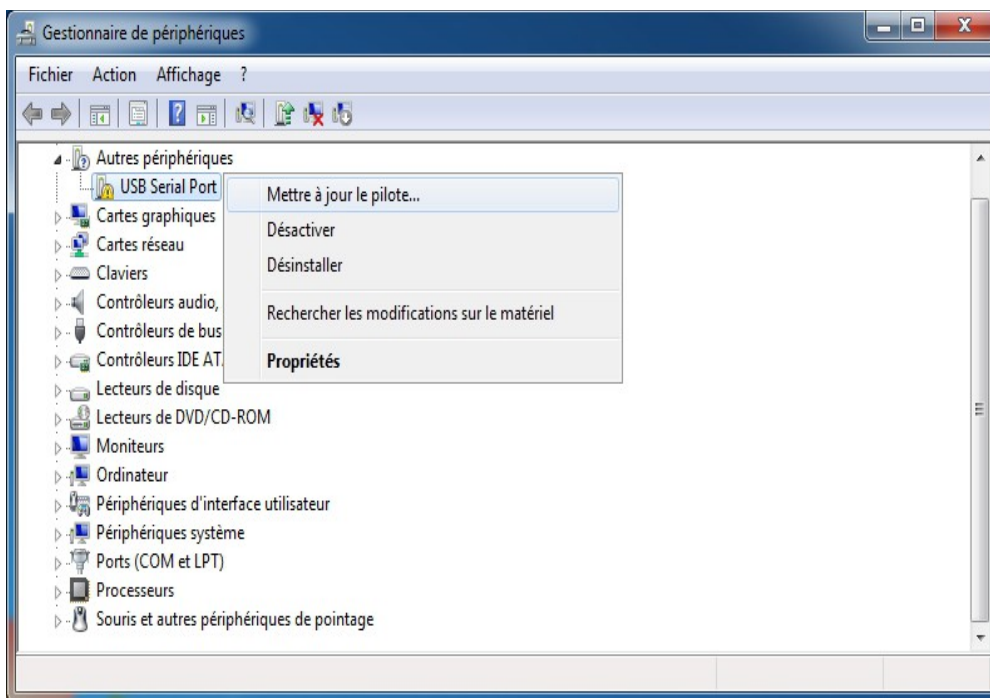 Gestionnaire de périphériques
Fichier Action Affichage ?
Autres périphériques
USB Serial Port
Mettre à jour le pilote...
Désactiver
Désinstaller
Rechercher les modifications sur le matériel
Propriétés
Cartes graphiques
Cartes réseau
Claviers
Contrôleurs audio,
Contrôleurs de bus
Contrôleurs IDE AT
Lecteurs de disque
Lecteurs de DVD/CD-ROM
Moniteurs
Ordinateur
Périphériques d'interface utilisateur
Périphériques système
Ports (COM et LPT)
Processeurs
Souris et autres périphériques de pointage